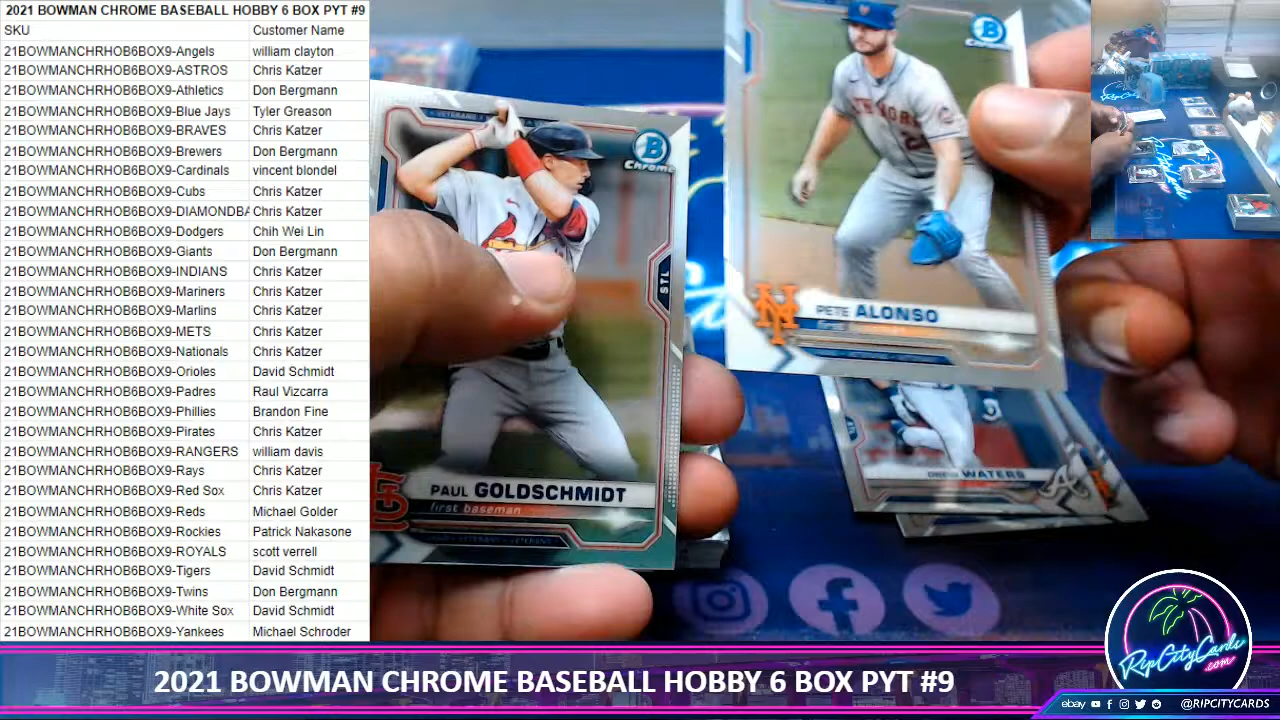 2021 BOWMAN CHROME BASEBALL HOBBY 6 BOX PYT #9
SKU Customer Name
21BOWMANCHRHOB6BOX9-Angels william clayton
21BOWMANCHRHOB6BOX9-ASTROS Chris Katzer
21BOWMANCHRHOB6BOX9-Athletics Don Bergmann
21BOWMANCHRHOB6BOX9-Blue Jays Tyler Greason
21BOWMANCHRHOB6BOX9-BRAVES Chris Katzer
21BOWMANCHRHOB6BOX9-Brewers Don Bergmann
21BOWMANCHRHOB6BOX9-Cardinals vincent blondel
21BOWMANCHRHOB6BOX9-Cubs Chris Katzer
21BOWMANCHRHOB6BOX9-DIAMONDBA Chris Katzer
21BOWMANCHRHOB6BOX9-Dodgers Chih Wei Lin
21BOWMANCHRHOB6BOX9-Giants Don Bergmann
21BOWMANCHRHOB6BOX9-INDIANS Chris Katzer
21BOWMANCHRHOB6BOX9-Mariners Chris Katzer
21BOWMANCHRHOB6BOX9-Marlins Chris Katzer
21BOWMANCHRHOB6BOX9-METS Chris Katzer
21BOWMANCHRHOB6BOX9-Nationals Chris Katzer
21BOWMANCHRHOB6BOX9-Orioles David Schmidt
21BOWMANCHRHOB6BOX9-Padres Raul Vizcarra
21BOWMANCHRHOB6BOX9-Phillies Brandon Fine
21BOWMANCHRHOB6BOX9-Pirates Chris Katzer
21BOWMANCHRHOB6BOX9-RANGERS william davis
21BOWMANCHRHOB6BOX9-Rays Chris Katzer
21BOWMANCHRHOB6BOX9-Red Sox Chris Katzer
21BOWMANCHRHOB6BOX9-Reds Michael Golder
21BOWMANCHRHOB6BOX9-Rockies Patrick Nakasone
21BOWMANCHRHOB6BOX9-ROYALS scott verrell
21BOWMANCHRHOB6BOX9-Tigers David Schmidt
21BOWMANCHRHOB6BOX9-Twins Don Bergmann
21BOWMANCHRHOB6BOX9-White Sox David Schmidt
21BOWMANCHRHOB6BOX9-Yankees Michael Schroder
B
Chrome
STL
PAUL GOLDSCHMIDT
first baseman
B
Chrome
PETE ALONSO
first
WATERS
RipCityCards
.com
2021 BOWMAN CHROME BASEBALL HOBBY 6 BOX PYT #9
ebay @RIPCITYCARDS